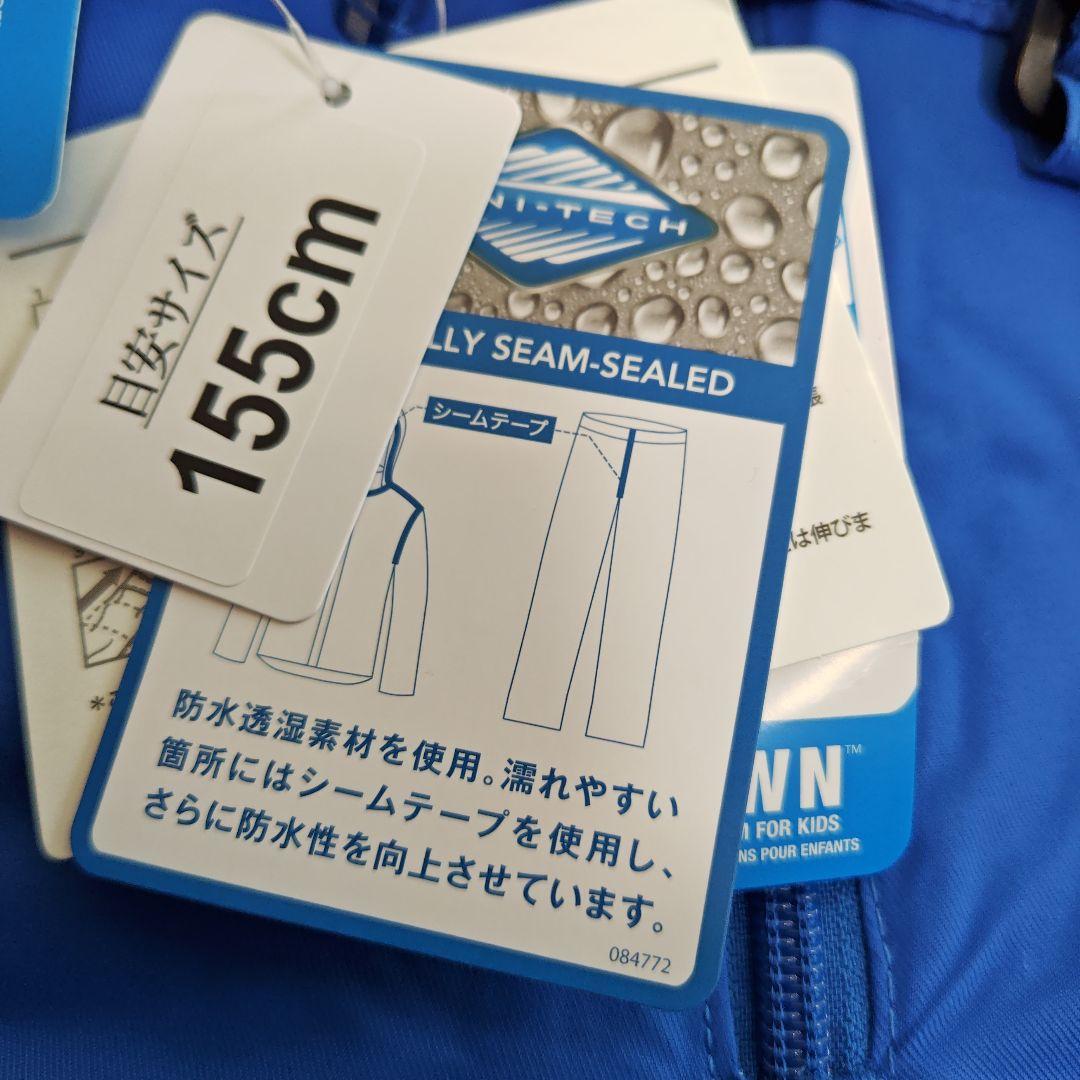 目安サイズ
155cm
NI-TECH
LLY SEAM-SEALED
シームテープ
防水透湿素材を使用。濡れやすい
箇所にはシームテープを使用し、
さらに防水性を向上させています。
084772
は伸びま
WN™
FOR KIDS
NS POUR ENFANTS